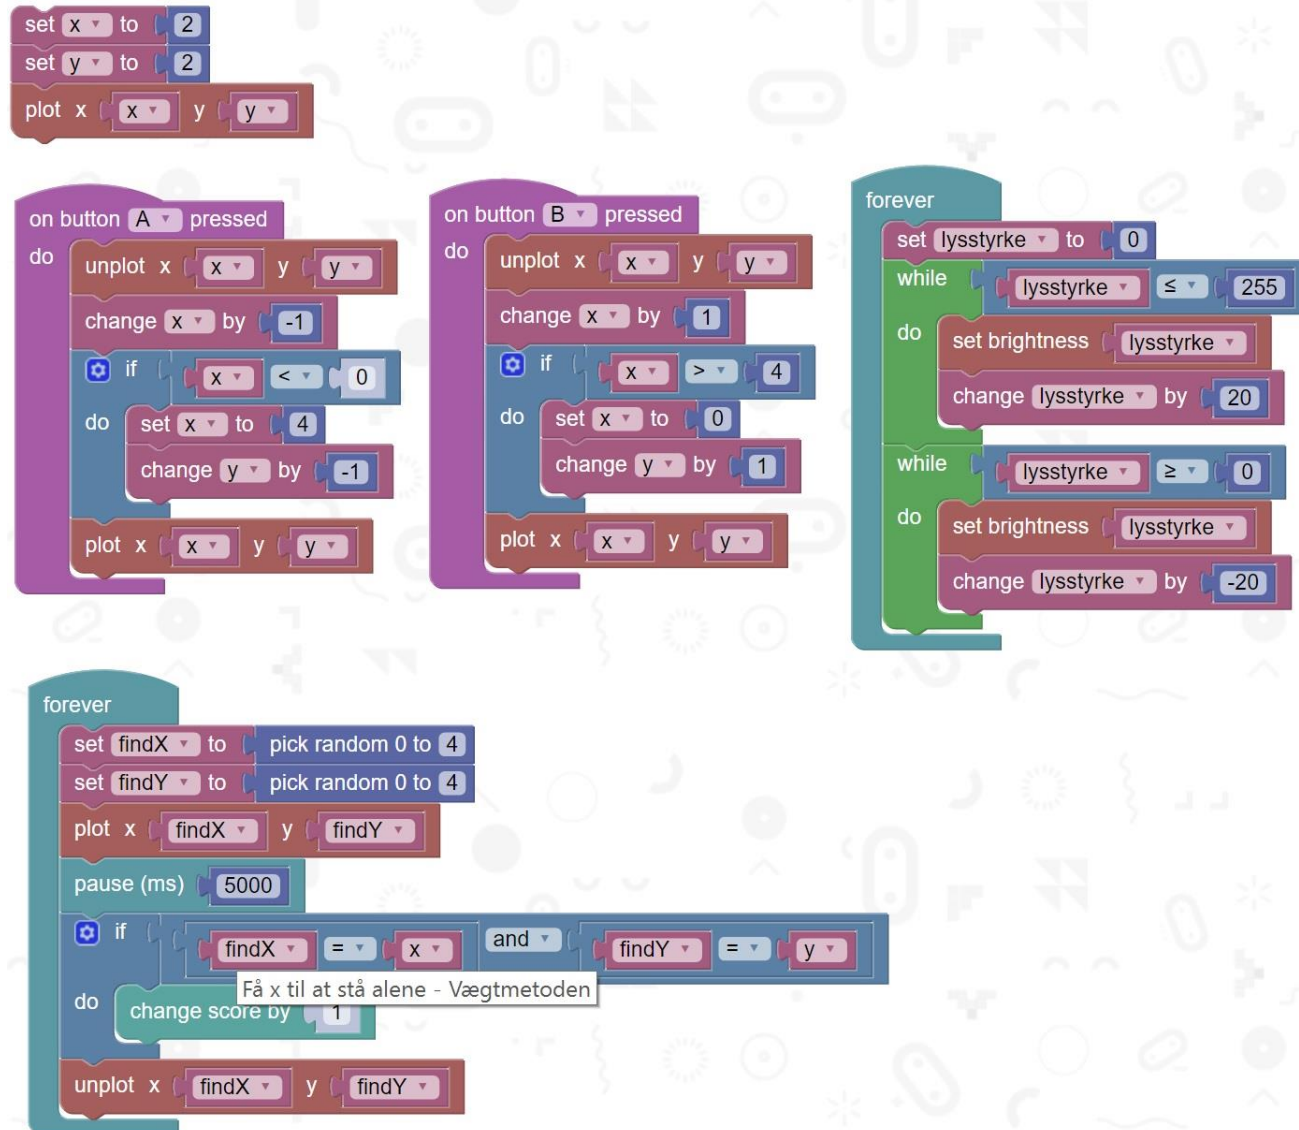 set x to 2
set y to 2
plot x x y y
on button A pressed
do unplot x x y y
change x by -1
if x < 0
do set x to 4
change y by -1
plot x x y y
on button B pressed
do unplot x x y y
change x by 1
if x > 4
do set x to 0
change y by 1
plot x x y y
forever
set lysstyrke to 0
while lysstyrke ≤ 255
do set brightness lysstyrke
change lysstyrke by 20
while lysstyrke ≥ 0
do set brightness lysstyrke
change lysstyrke by -20
forever
set findX to pick random 0 to 4
set findY to pick random 0 to 4
plot x findX y findY
pause (ms) 5000
if findX = x and findY = y
Få x til at stå alene - Vægtmetoden
do change score by 1
unplot x findX y findY